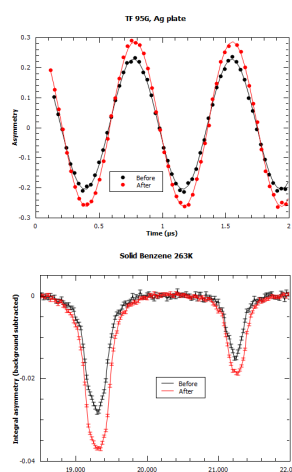 TF 956, Ag plate
0.3
0.2
0.1
0
-0.1
-0.2
-0.3
Asymmetry
Before
After
0
0.5
1
1.5
2
Time (µs)
Solid Benzene 263K
0
-0.02
-0.04
Integral asymmetry (background subtracted)
Before
After
19.000
20.000
21.000
22.0